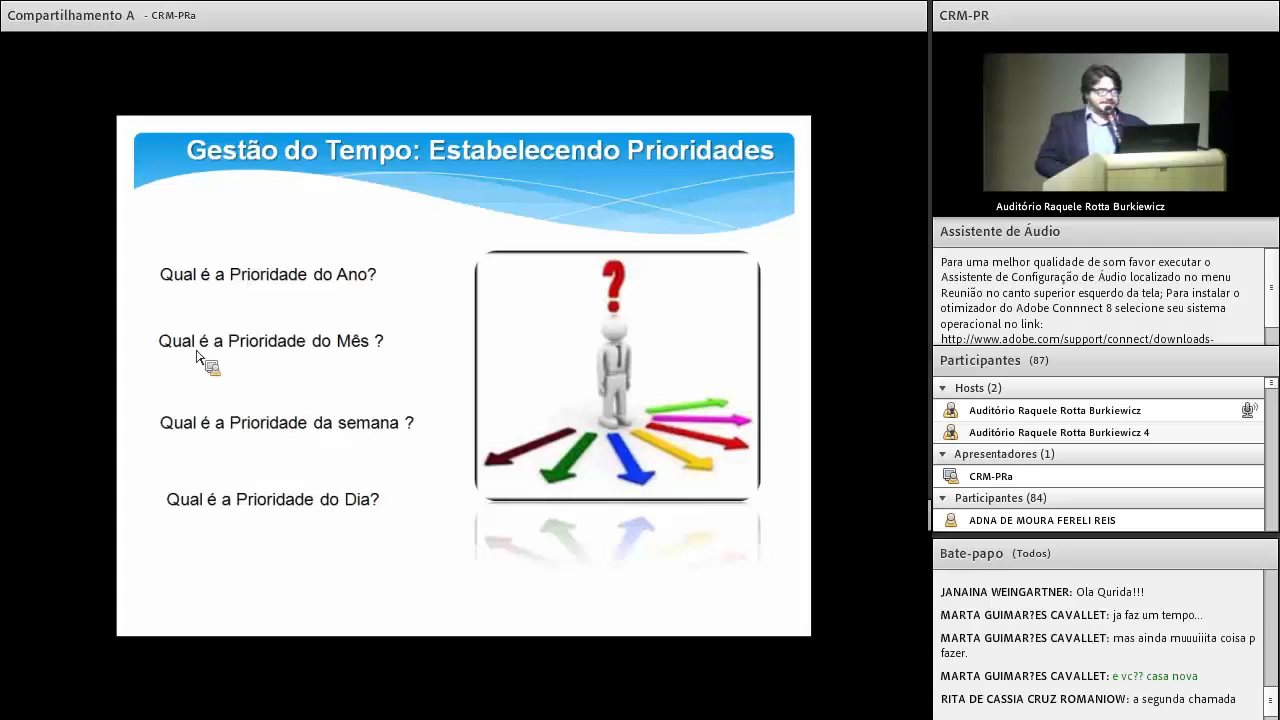 Compartilhamento A - CRM-PRa
Gestão do Tempo: Estabelecendo Prioridades
Qual é a Prioridade do Ano?
Qual é a Prioridade do Mês ?
Qual é a Prioridade da semana ?
Qual é a Prioridade do Dia?
?
CRM-PR
Auditório Raquele Rotta Burkiewicz
Assistente de Áudio
Para uma melhor qualidade de som favor executar o
Assistente de Configuração de Áudio localizado no menu
Reunião no canto superior esquerdo da tela; Para instalar o
otimizador do Adobe Connnect 8 selecione seu sistema
operacional no link:
http://www.adobe.com/support/connect/downloads-
Participantes (87)
Hosts (2)
Auditório Raquele Rotta Burkiewicz
Auditório Raquele Rotta Burkiewicz 4
Apresentadores (1)
CRM-PRa
Participantes (84)
ADNA DE MOURA FERELI REIS
Bate-papo (Todos)
JANAINA WEINGARTNER: Ola Qurida!!!
MARTA GUIMAR?ES CAVALLET: ja faz um tempo...
MARTA GUIMAR?ES CAVALLET: mas ainda muuuiiita coisa p
fazer.
MARTA GUIMAR?ES CAVALLET: e vc?? casa nova
RITA DE CASSIA CRUZ ROMANIOW: a segunda chamada